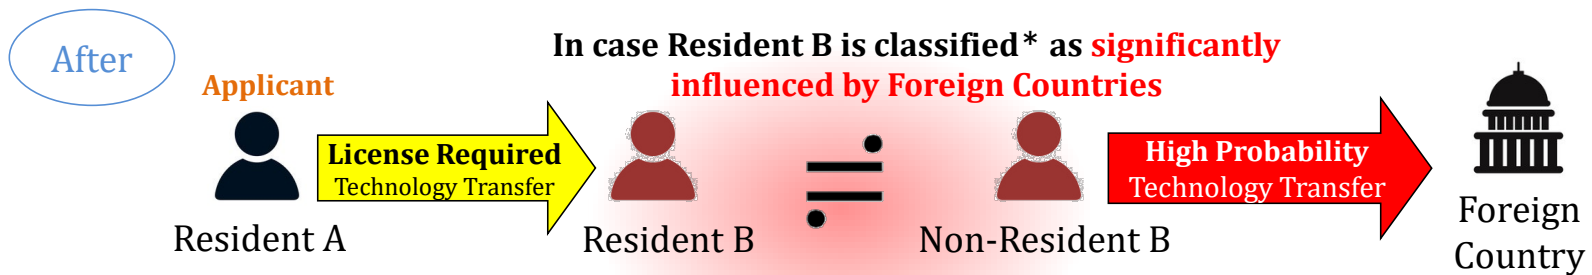 After
In case Resident B is classified* as significantly
influenced by Foreign Countries
Applicant
License Required
Technology Transfer
≓
High Probability
Technology Transfer
Resident A
Resident B
Non-Resident B
Foreign
Country